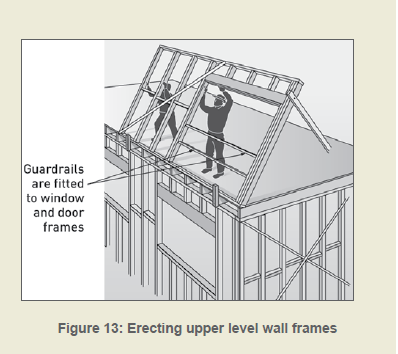 Guardrails
are fitted
to window
and door
frames
Figure 13: Erecting upper level wall frames